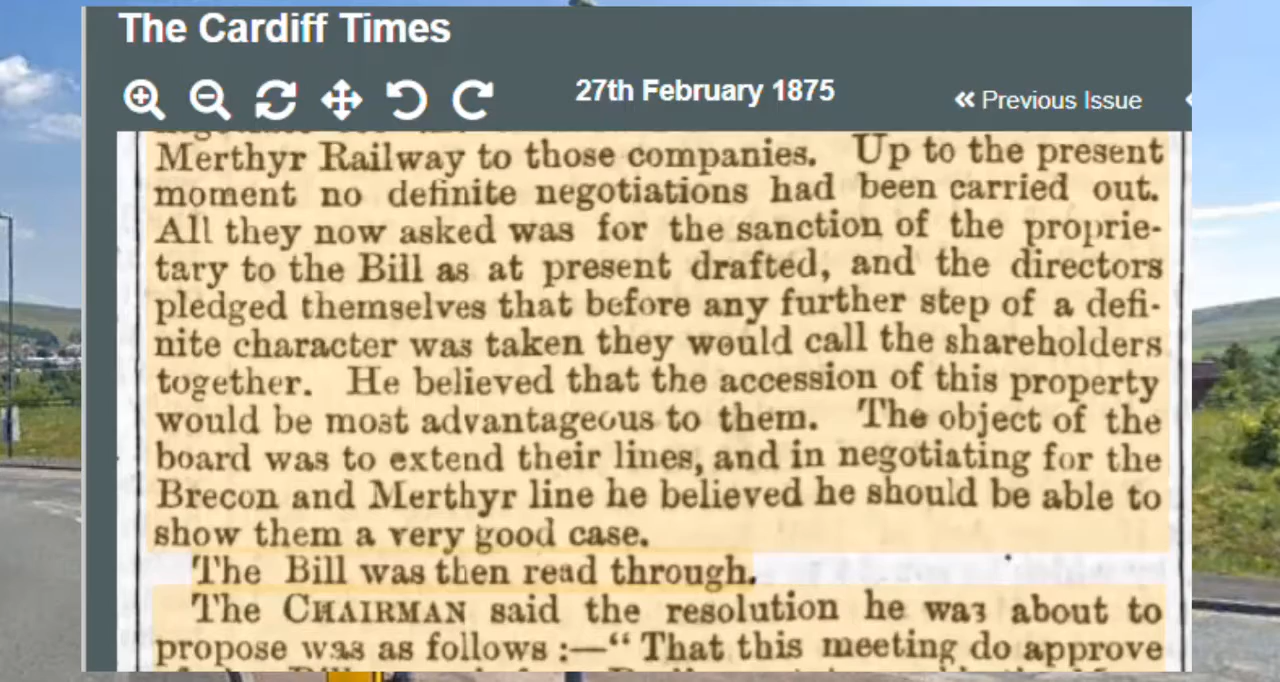 The Cardiff Times
27th February 1875
Previous Issue
Merthyr Railway to those companies. Up to the present
moment no definite negotiations had been carried out.
All they now asked was for the sanction of the proprie-
tary to the Bill as at present drafted, and the directors
pledged themselves that before any further step of a defi-
nite character was taken they would call the shareholders
together. He believed that the accession of this property
would be most advantageous to them. The object of the
board was to extend their lines, and in negotiating for the
Brecon and Merthyr line he believed he should be able to
show them a very good case.
The Bill was then read through.
The CHAIRMAN said the resolution he was about to
propose was as follows :—“ That this meeting do approve